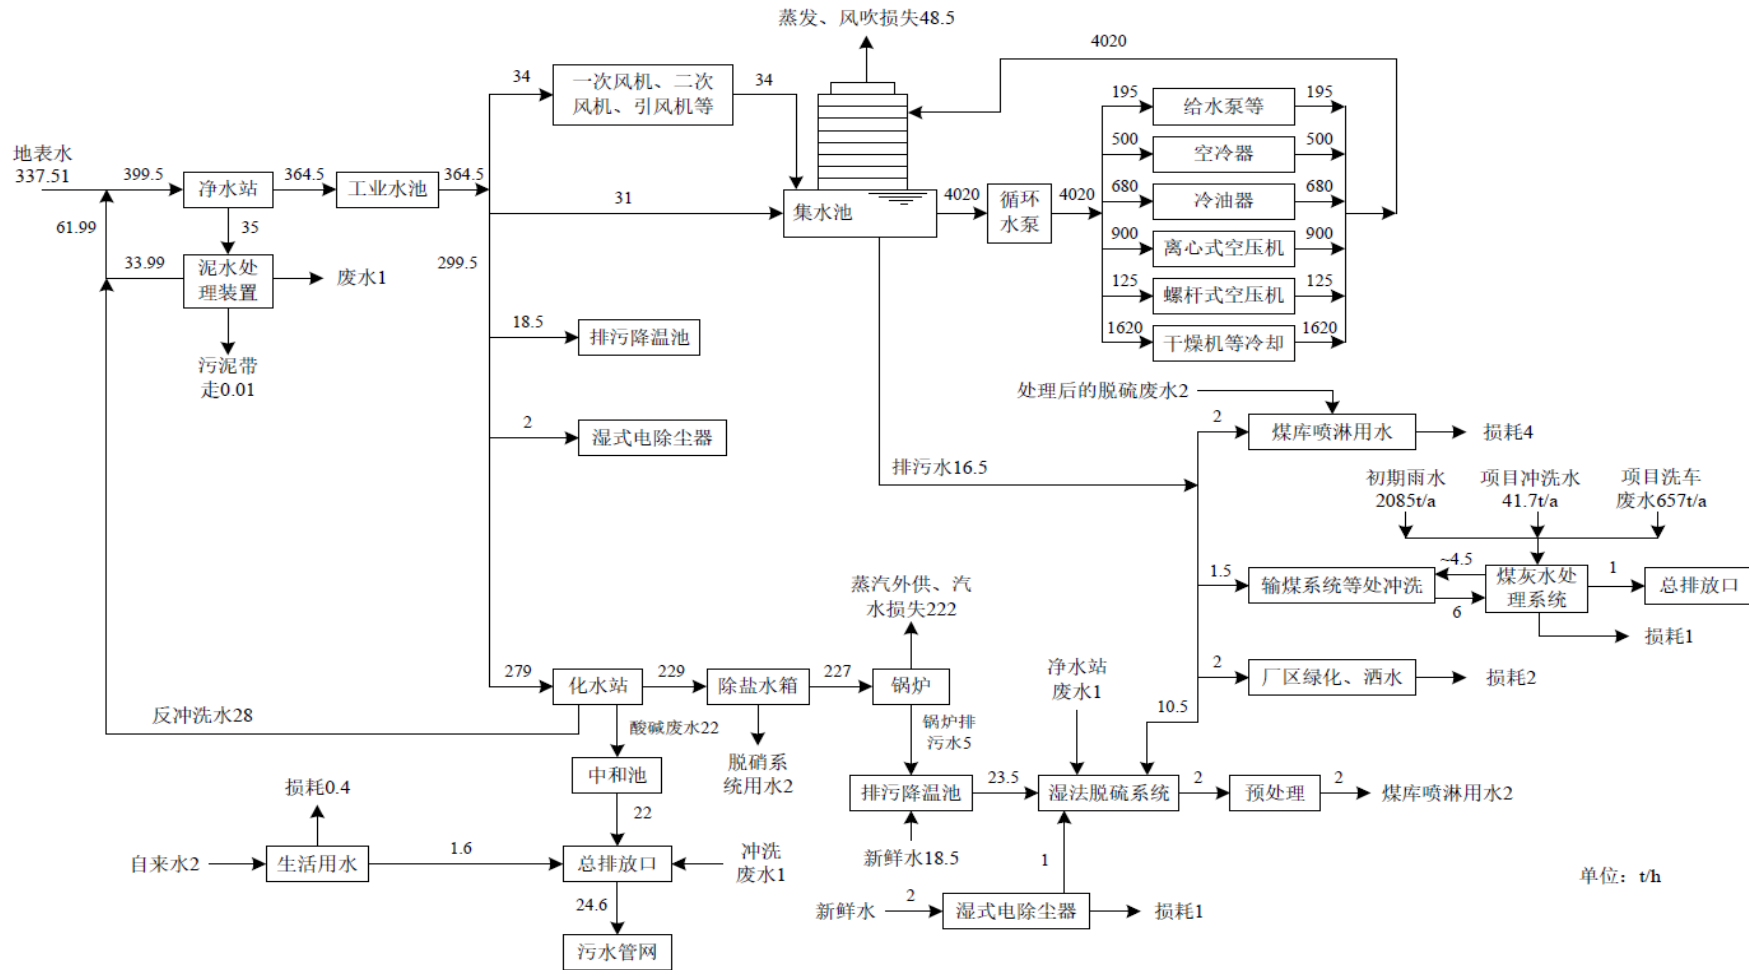 蒸发、风吹损失48.5
4020
34
一次风机、二次
风机、引风机等
34
195
给水泵等
195
500
空冷器
500
地表水
337.51
399.5
净水站
364.5
工业水池
364.5
680
冷油器
680
31
集水池
4020
循环
水泵
4020
61.99
35
900
离心式空压机
900
33.99
泥水处
理装置
废水1
299.5
125
螺杆式空压机
125
18.5
排污降温池
1620
干燥机等冷却
1620
污泥带
走0.01
处理后的脱硫废水2
2
湿式电除尘器
2
煤库喷淋用水
损耗4
排污水16.5
初期雨水
2085t/a
项目冲洗水
41.7t/a
项目洗车
废水657t/a
~4.5
1.5
输煤系统等处冲洗
6
煤灰水处
理系统
1
总排放口
损耗1
蒸汽外供、汽
水损失222
279
化水站
229
除盐水箱
227
锅炉
净水站
废水1
2
厂区绿化、洒水
损耗2
反冲洗水28
酸碱废水22
锅炉排
污水5
10.5
脱硝系
统用水2
中和池
损耗0.4
22
排污降温池
23.5
湿法脱硫系统
2
预处理
2
煤库喷淋用水2
自来水2
生活用水
1.6
总排放口
冲洗
废水1
新鲜水18.5
1
24.6
新鲜水
2
湿式电除尘器
损耗1
单位：t/h
污水管网